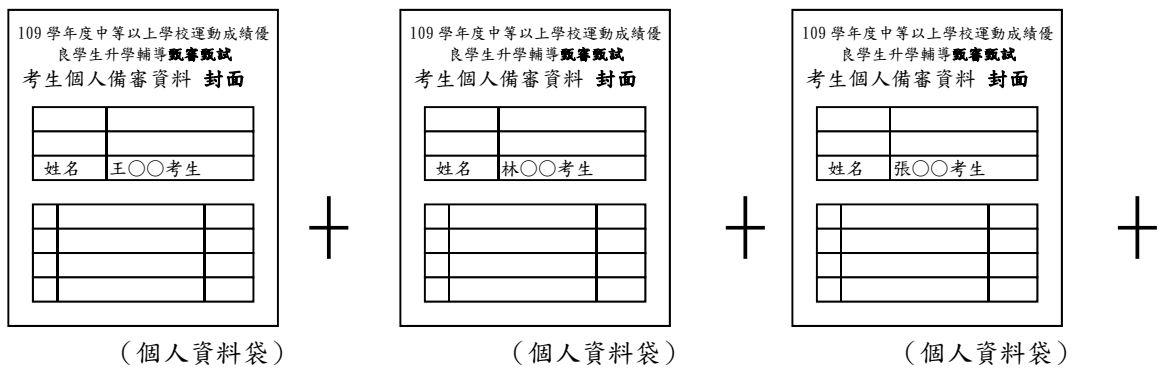 109 學年度中等以上學校運動成績優
良學生升學輔導甄審甄試
考生個人備審資料 封面
姓名 王○○考生
(個人資料袋)
+
109 學年度中等以上學校運動成績優
良學生升學輔導甄審甄試
考生個人備審資料 封面
姓名 林○○考生
(個人資料袋)
+
109 學年度中等以上學校運動成績優
良學生升學輔導甄審甄試
考生個人備審資料 封面
姓名 張○○考生
(個人資料袋)
+